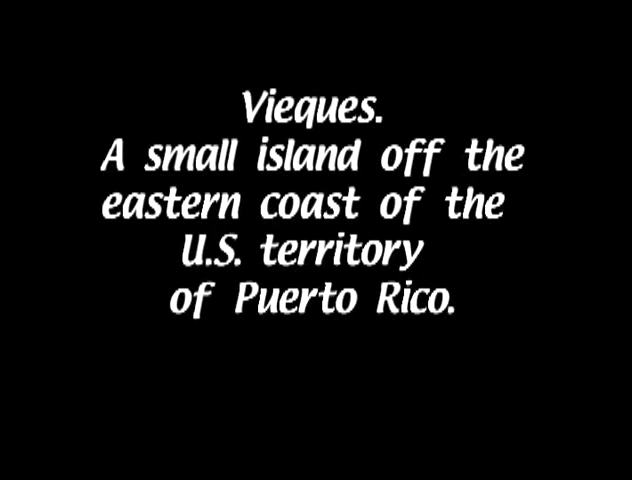 Vieques.
A small island off the
eastern coast of the
U.S. territory
of Puerto Rico.